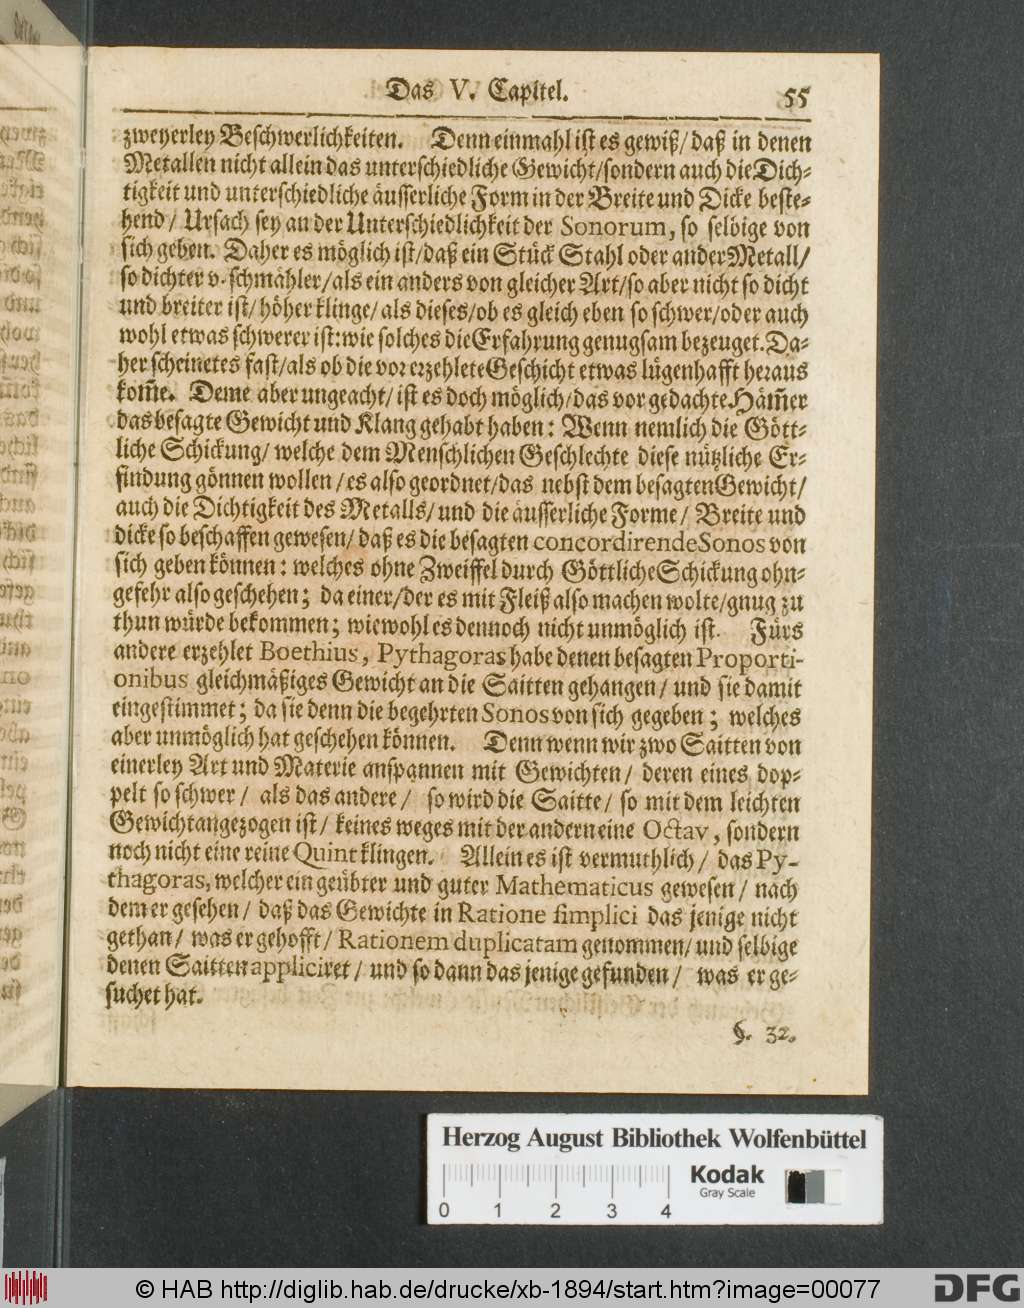 Das V. Capitel. 55
zweyerley Beschwerlichkeiten. Denn einmahl ist es gewiß/ daß in denen
Metallen nicht allein das unterschiedliche Gewicht/ sondern auch die Dich-
tigkeit und unterschiedliche äusserliche Form in der Breite und Dicke beste-
hend/ Ursach sey an der Unterschiedlichkeit der Sonorum, so selbige von
sich geben. Daher es möglich ist/ daß ein Stück Stahl oder ander Metall/
so dichter v. schmähler/ als ein anders von gleicher Art/ so aber nicht so dicht
und breiter ist/ höher klinge/ als dieses/ ob es gleich eben so schwer/ oder auch
wohl etwas schwerer ist: wie solches die Erfahrung genugsam bezeuget. Da-
her scheinet es fast/ als ob die vor erzehlete Geschicht etwas lügenhafft heraus
kom̃e. Deme aber ungeacht/ ist es doch möglich/ das vor gedachte Häm̃er
das besagte Gewicht und Klang gehabt haben: Wenn nemlich die Gött-
liche Schickung/ welche dem Menschlichen Geschlechte diese nützliche Er-
findung gönnen wollen/ es also geordnet/ das nebst dem besagten Gewicht/
auch die Dichtigkeit des Metalls/ und die äusserliche Forme/ Breite und
dicke so beschaffen gewesen/ daß es die besagten concordirende Sonos von
sich geben können: welches ohne Zweiffel durch Göttliche Schickung ohn-
gefehr also geschehen; da einer/ der es mit Fleiß also machen wolte/ gnug zu
thun würde bekommen; wiewohl es dennoch nicht unmöglich ist. Fürs
andere erzehlet Boethius, Pythagoras habe denen besagten Proporti-
onibus gleichmäßiges Gewicht an die Saitten gehangen/ und sie damit
eingestimmet; da sie denn die begehrten Sonos von sich gegeben; welches
aber unmöglich hat geschehen können. Denn wenn wir zwo Saitten von
einerley Art und Materie anspannen mit Gewichten/ deren eines dop-
pelt so schwer/ als das andere/ so wird die Saitte/ so mit dem leichten
Gewicht angezogen ist/ keines weges mit der andern eine Octav, sondern
noch nicht eine reine Quint klingen. Allein es ist vermuthlich/ das Py-
thagoras, welcher ein geübter und guter Mathematicus gewesen/ nach
dem er gesehen/ daß das Gewichte in Ratione simplici das jenige nicht
gethan/ was er gehofft/ Rationem duplicatam genommen/ und selbige
denen Saitten appliciret/ und so dann das jenige gefunden/ was er ge-
suchet hat.
§. 32.
Herzog August Bibliothek Wolfenbüttel
Kodak
Gray Scale
0 1 2 3 4
© HAB http://diglib.hab.de/drucke/xb-1894/start.htm?image=00077
DFG